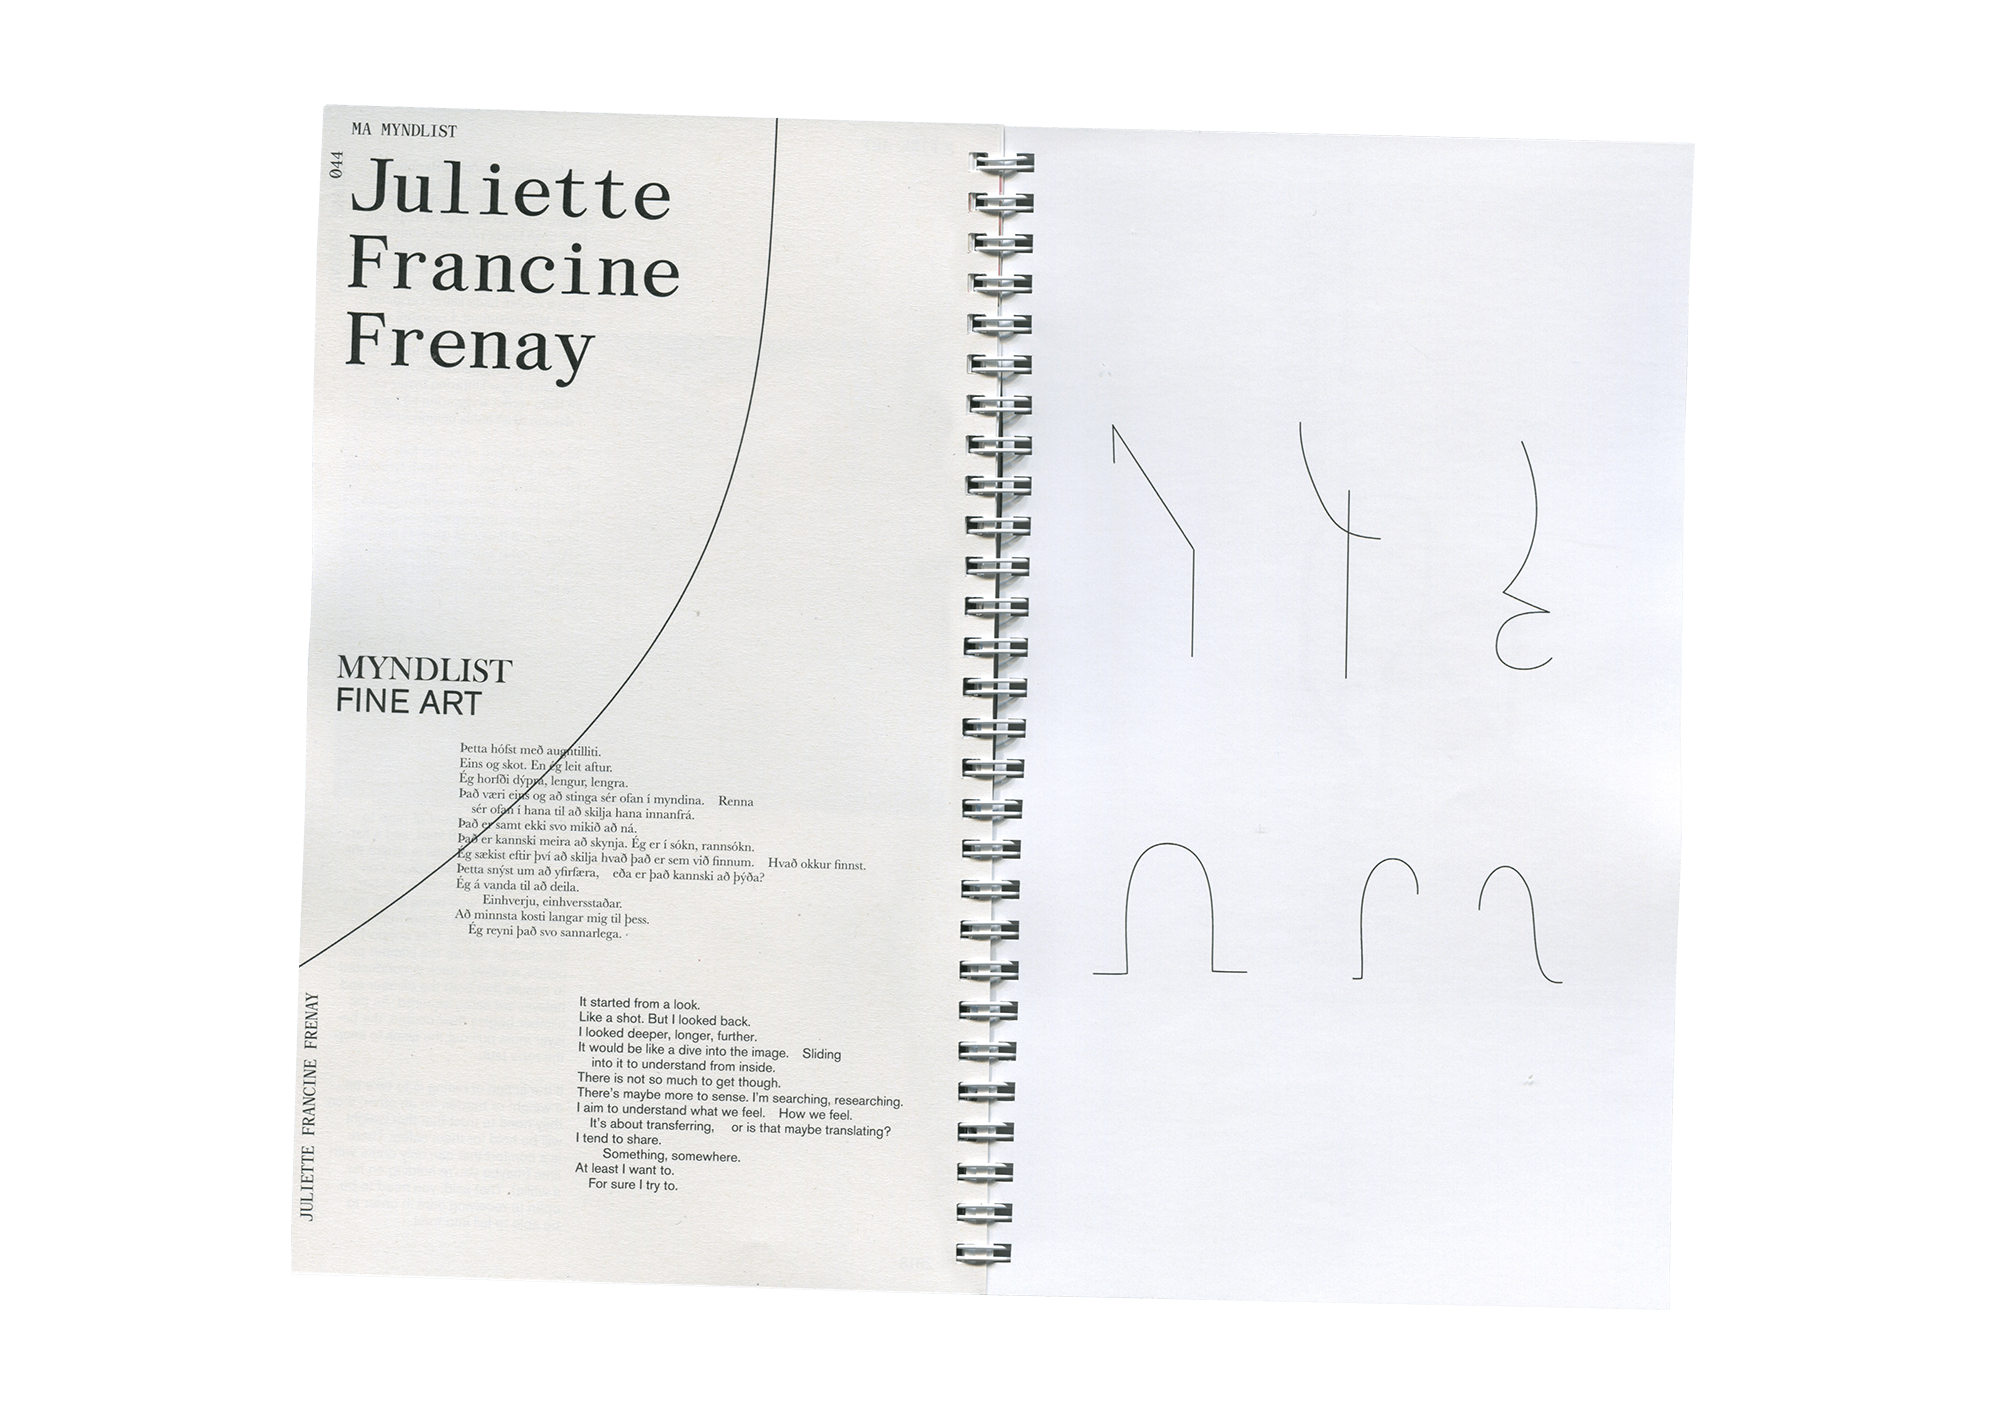 MA MYNDLIST
044
Juliette
Francine
Frenay
MYNDLIST
FINE ART
Þetta hófst með augntilliti.
Eins og skot. En ég leit aftur.
Ég horfði dýpra, lengur, lengra.
Það væri eins og að stinga sér ofan í myndina. Renna
sér ofan í hana til að skilja hana innanfrá.
Það er samt ekki svo mikið að ná.
Það er kannski meira að skynja. Ég er í sókn, rannsókn.
Ég sækist eftir því að skilja hvað það er sem við finnum. Hvað okkur finnst.
Þetta snýst um að yfirfæra, eða er það kannski að þýða?
Ég á vanda til að deila.
Einhverju, einhversstaðar.
Að minnsta kosti langar mig til þess.
Ég reyni það svo sannarlega.
It started from a look.
Like a shot. But I looked back.
I looked deeper, longer, further.
It would be like a dive into the image. Sliding
into it to understand from inside.
There is not so much to get though.
There's maybe more to sense. I'm searching, researching.
I aim to understand what we feel. How we feel.
It's about transferring, or is that maybe translating?
I tend to share.
Something, somewhere.
At least I want to.
For sure I try to.
JULIETTE FRANCINE FRENAY